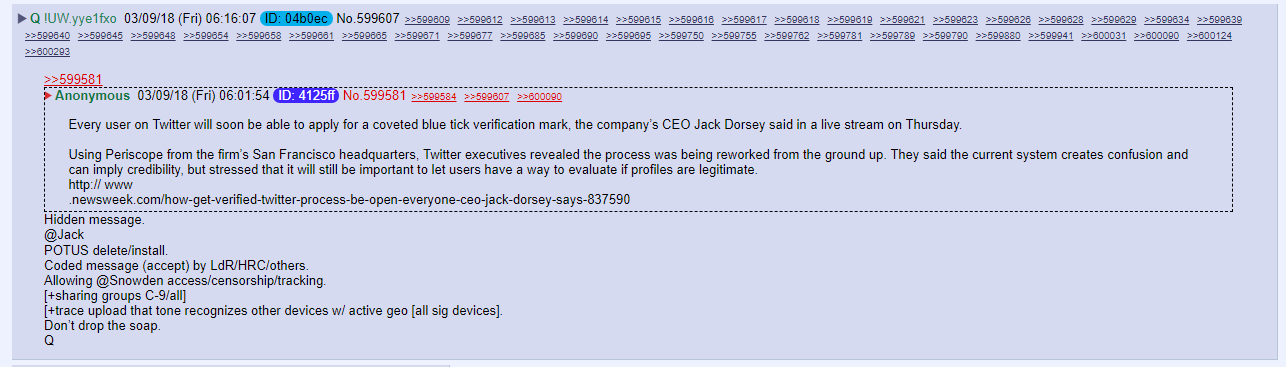 ▶ Q !UW.yye1fxo 03/09/18 (Fri) 06:16:07 ID: 04b0ec No.599607 >>599609 >>599612 >>599613 >>599614 >>599615 >>599616 >>599617 >>599618 >>599619 >>599621 >>599623 >>599626 >>599628 >>599629 >>599634 >>599639
>>599640 >>599645 >>599648 >>599654 >>599658 >>599661 >>599665 >>599671 >>599677 >>599685 >>599690 >>599695 >>599750 >>599755 >>599762 >>599781 >>599789 >>599790 >>599880 >>599941 >>600031 >>600090 >>600124
>>600293
>>599581
Anonymous 03/09/18 (Fri) 06:01:54 ID: 4125ff No.599581 >>599584 >>599607 >>600090
Every user on Twitter will soon be able to apply for a coveted blue tick verification mark, the company's CEO Jack Dorsey said in a live stream on Thursday.
Using Periscope from the firm's San Francisco headquarters, Twitter executives revealed the process was being reworked from the ground up. They said the current system creates confusion and
can imply credibility, but stressed that it will still be important to let users have a way to evaluate if profiles are legitimate.
http:// www
.newsweek.com/how-get-verified-twitter-process-be-open-everyone-ceo-jack-dorsey-says-837590
Hidden message.
@Jack
POTUS delete/install.
Coded message (accept) by LdR/HRC/others.
Allowing @Snowden access/censorship/tracking.
[+sharing groups C-9/all]
[+trace upload that tone recognizes other devices w/ active geo [all sig devices].
Don't drop the soap.
Q